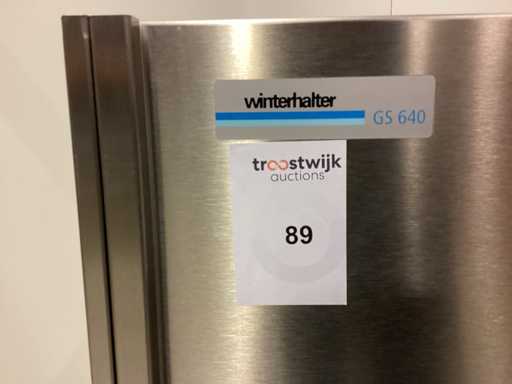 winterhalter
GS 640
troostwijk
auctions
89